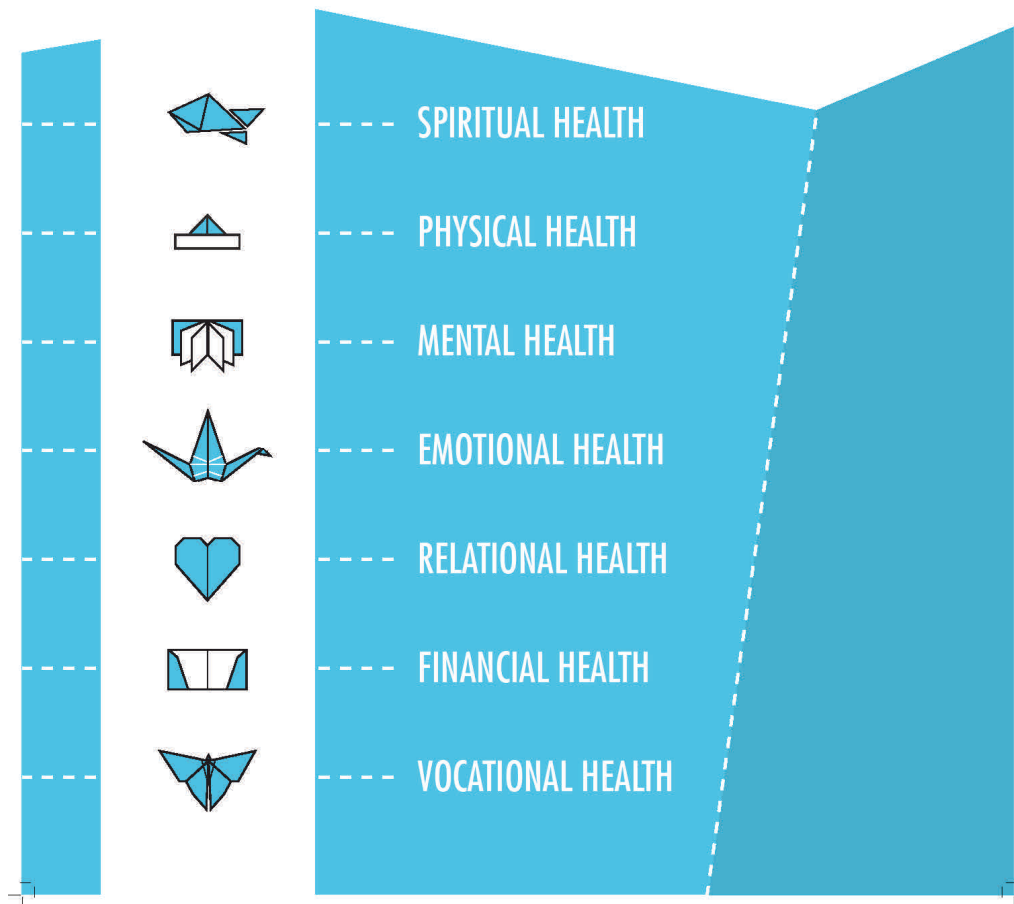 SPIRITUAL HEALTH
PHYSICAL HEALTH
MENTAL HEALTH
EMOTIONAL HEALTH
RELATIONAL HEALTH
FINANCIAL HEALTH
VOCATIONAL HEALTH